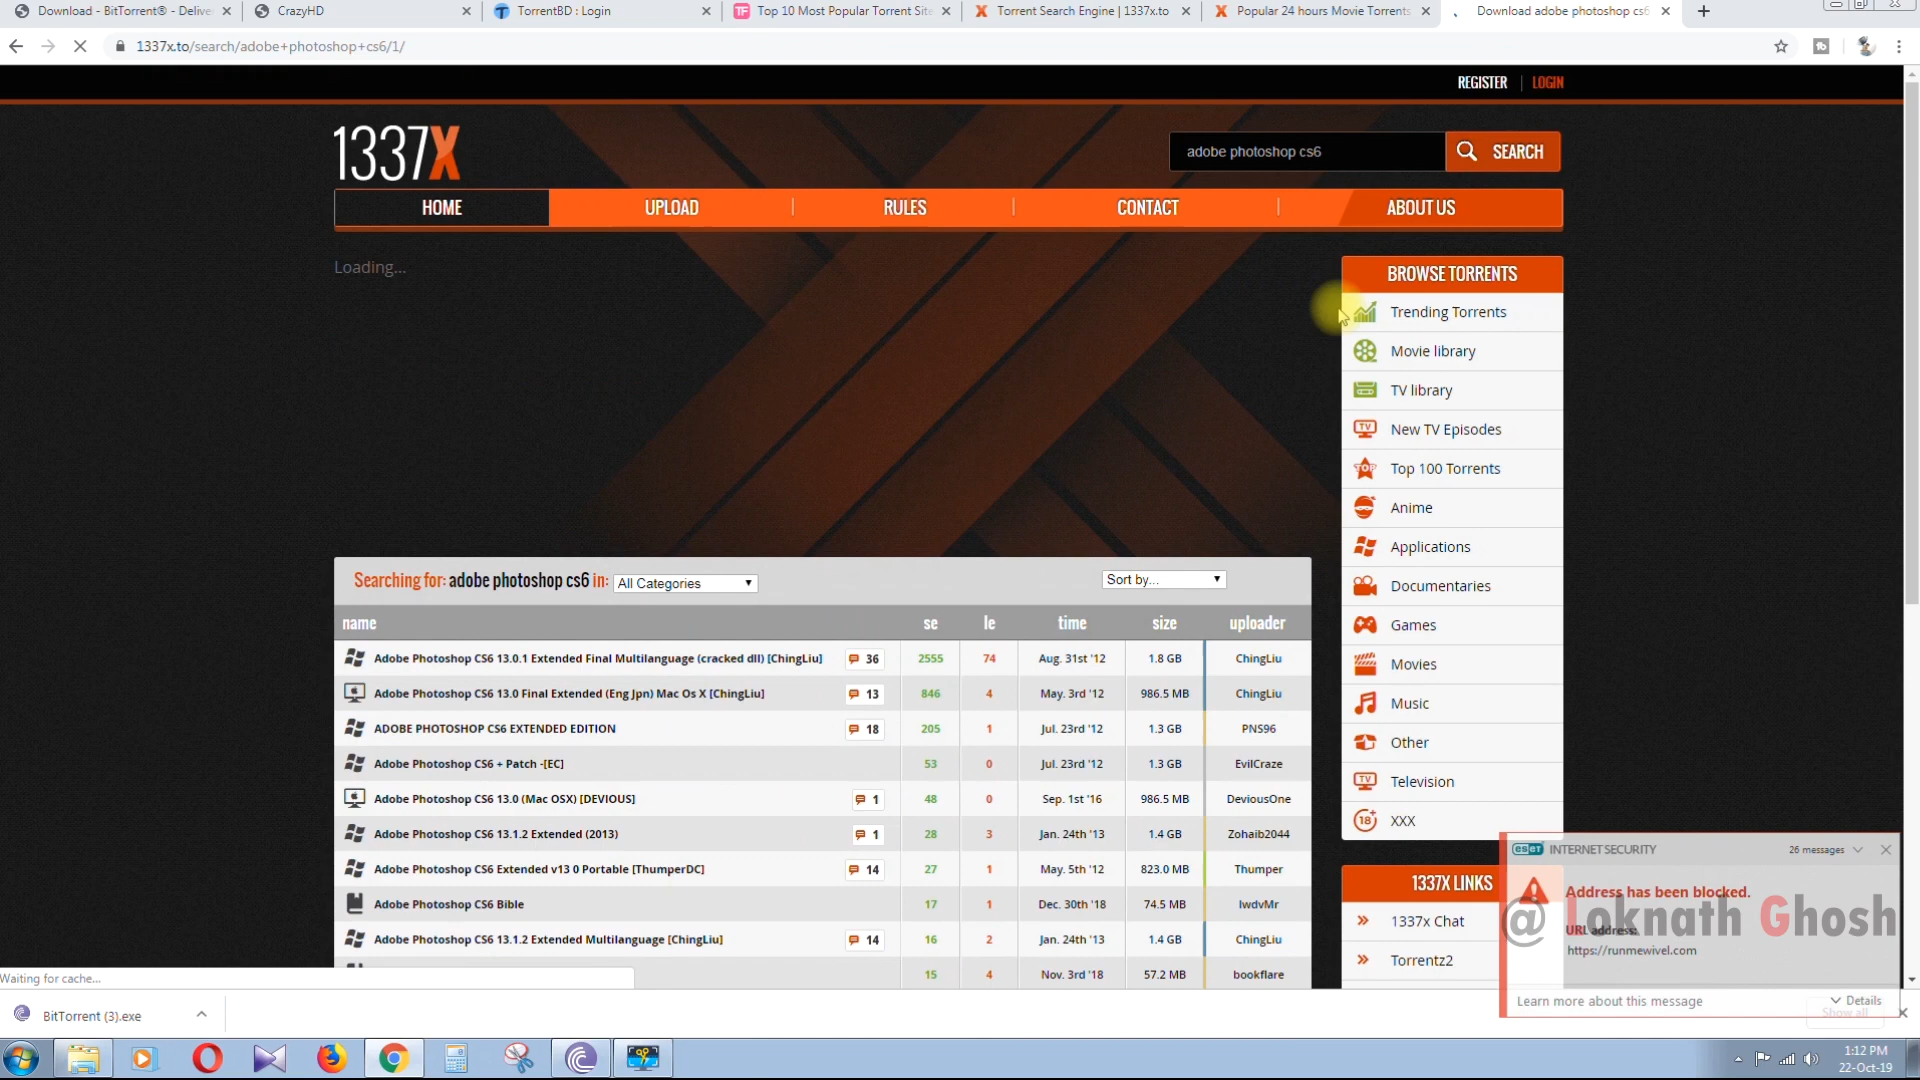 Download - BitTorrent® - Delive
CrazyHD
TorrentBD : Login
Top 10 Most Popular Torrent Site
Torrent Search Engine | 1337x.to
Popular 24 hours Movie Torrents
Download adobe photoshop cs6
1337x.to/search/adobe+photoshop+cs6/1/
REGISTER | LOGIN
1337X
adobe photoshop cs6
SEARCH
HOME
UPLOAD
RULES
CONTACT
ABOUT US
Loading...
BROWSE TORRENTS
Trending Torrents
Movie library
TV library
New TV Episodes
Top 100 Torrents
Anime
Applications
Documentaries
Games
Movies
Music
Other
Television
XXX
Searching for: adobe photoshop cs6 in: All Categories
Sort by...
name se le time size uploader
Adobe Photoshop CS6 13.0.1 Extended Final Multilanguage (cracked dll) [ChingLiu] 36 2555 74 Aug. 31st '12 1.8 GB ChingLiu
Adobe Photoshop CS6 13.0 Final Extended (Eng Jpn) Mac Os X [ChingLiu] 13 846 4 May. 3rd '12 986.5 MB ChingLiu
ADOBE PHOTOSHOP CS6 EXTENDED EDITION 18 205 1 Jul. 23rd '12 1.3 GB PNS96
Adobe Photoshop CS6 + Patch -[EC] 53 0 Jul. 23rd '12 1.3 GB EvilCraze
Adobe Photoshop CS6 13.0 (Mac OSX) [DEVIOUS] 1 48 0 Sep. 1st '16 986.5 MB DeviousOne
Adobe Photoshop CS6 13.1.2 Extended (2013) 1 28 3 Jan. 24th '13 1.4 GB Zohaib2044
Adobe Photoshop CS6 Extended v13 0 Portable [ThumperDC] 14 27 1 May. 5th '12 823.0 MB Thumper
Adobe Photoshop CS6 Bible 17 1 Dec. 30th '18 74.5 MB IwdvMr
Adobe Photoshop CS6 13.1.2 Extended Multilanguage [ChingLiu] 14 16 2 Jan. 24th '13 1.4 GB ChingLiu
15 4 Nov. 3rd '18 57.2 MB bookflare
1337X LINKS
1337x Chat
Torrentz2
eset INTERNET SECURITY 26 messages
Address has been blocked.
@ Loknath Ghosh
URL address:
https://runmewivel.com
Learn more about this message
Details
Show all
Waiting for cache...
BitTorrent (3).exe
1:12 PM
22-Oct-19